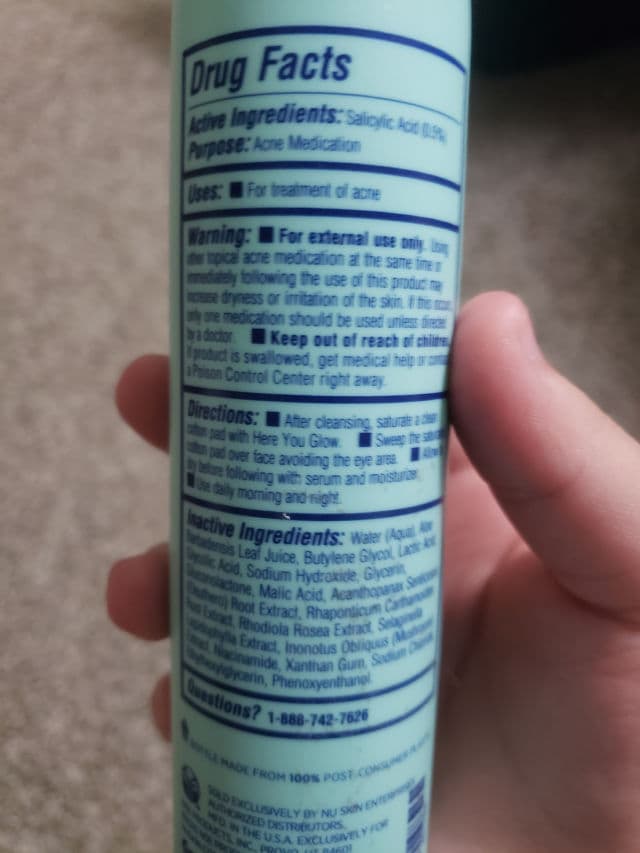 Drug Facts
Active Ingredients: Salicylic Acid (0.5%)
Purpose: Acne Medication
Uses: ■ For treatment of acne
Warning: ■ For external use only. Using
other topical acne medication at the same time or
immediately following the use of this product may
increase dryness or irritation of the skin. If this occurs,
only one medication should be used unless directed
by a doctor. ■ Keep out of reach of children.
If product is swallowed, get medical help or contact
a Poison Control Center right away.
Directions: ■ After cleansing, saturate a clean
cotton pad with Here You Glow. ■ Sweep the
cotton pad over face avoiding the eye area. ■
dry before following with serum and moisturizer.
■ Use daily morning and night.
Inactive Ingredients: Water (Aqua), Aloe
Barbadensis Leaf Juice, Butylene Glycol, Lactic Acid,
Glycolic Acid, Sodium Hydroxide, Glycerin,
Gluconolactone, Malic Acid, Acanthopanax
(Eleuthero) Root Extract, Rhaponticum Carthamoides
Root Extract, Rhodiola Rosea Extract, Selaginella
Lepidophylla Extract, Inonotus Obliquus (Mushroom)
Extract, Niacinamide, Xanthan Gum, Sodium
Ethylhexylglycerin, Phenoxyethanol.
Questions? 1-888-742-7626
BOTTLE MADE FROM 100% POST-CONSUMER
SOLD EXCLUSIVELY BY NU SKIN ENTERPRISES
AUTHORIZED DISTRIBUTORS.
MFD. IN THE U.S.A. EXCLUSIVELY FOR
PRODUCTS, INC., PROVO, UT 84601